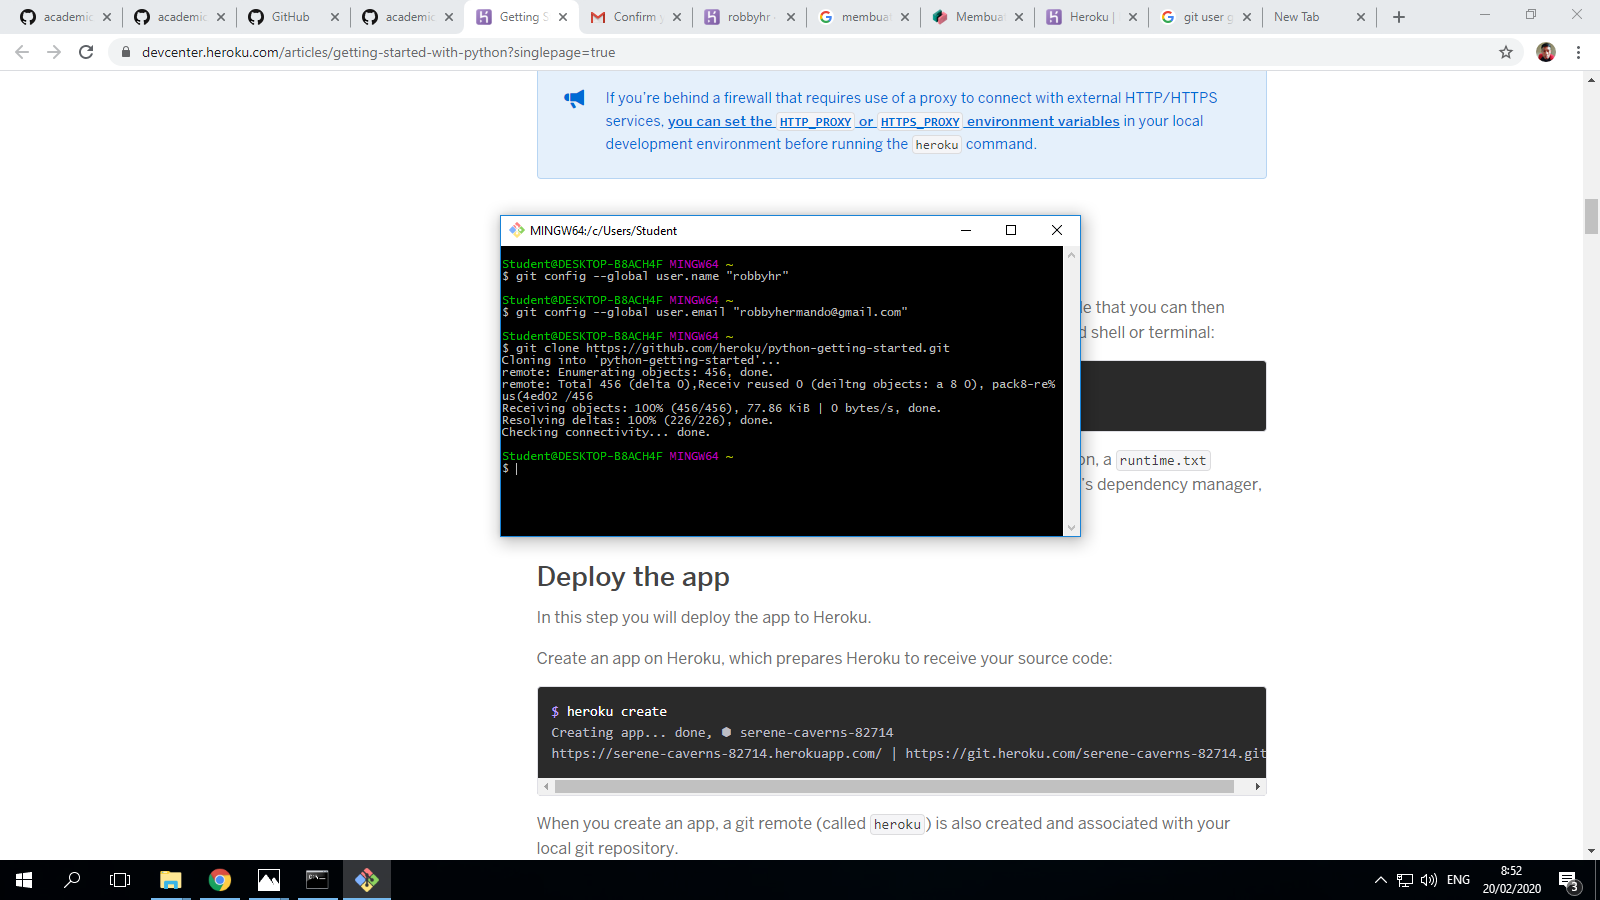 academic
academic
GitHub
academic
Getting S
Confirm y
robbyhr -
membuat
Membuat
Heroku |
git user g
New Tab
devcenter.heroku.com/articles/getting-started-with-python?singlepage=true
If you’re behind a firewall that requires use of a proxy to connect with external HTTP/HTTPS
services, you can set the HTTP_PROXY or HTTPS_PROXY environment variables in your local
development environment before running the heroku command.
MINGW64:/c/Users/Student
Student@DESKTOP-B8ACH4F MINGW64 ~
$ git config --global user.name "robbyhr"
Student@DESKTOP-B8ACH4F MINGW64 ~
$ git config --global user.email "robbyhermando@gmail.com"
Student@DESKTOP-B8ACH4F MINGW64 ~
$ git clone https://github.com/heroku/python-getting-started.git
Cloning into 'python-getting-started'...
remote: Enumerating objects: 456, done.
remote: Total 456 (delta 0),Receiv reused 0 (deiltng objects: a 8 0), pack8-re%
us(4ed02 /456
Receiving objects: 100% (456/456), 77.86 KiB | 0 bytes/s, done.
Resolving deltas: 100% (226/226), done.
Checking connectivity... done.
Student@DESKTOP-B8ACH4F MINGW64 ~
$
le that you can then
d shell or terminal:
on, a runtime.txt
’s dependency manager,
Deploy the app
In this step you will deploy the app to Heroku.
Create an app on Heroku, which prepares Heroku to receive your source code:
$ heroku create
Creating app... done, ⬢ serene-caverns-82714
https://serene-caverns-82714.herokuapp.com/ | https://git.heroku.com/serene-caverns-82714.git
When you create an app, a git remote (called heroku) is also created and associated with your
local git repository.
ENG
8:52
20/02/2020
3